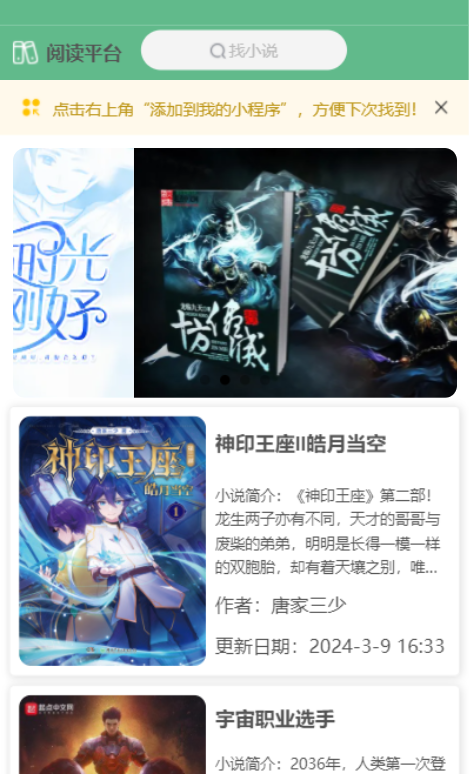 阅读平台
找小说
点击右上角“添加到我的小程序”，方便下次找到！
时光
刚好
神印王座
皓月当空
1
神印王座II皓月当空
小说简介：《神印王座》第二部！
龙生两子亦有不同，天才的哥哥与
废柴的弟弟，明明是长得一模一样
的双胞胎，却有着天壤之别，唯...
作者：唐家三少
更新日期：2024-3-9 16:33
起点中文网
宇宙职业选手
小说简介：2036年，人类第一次登